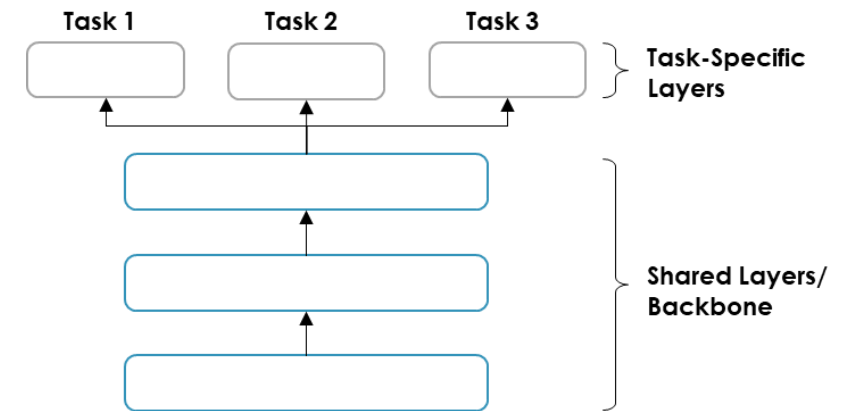 Task 1
Task 2
Task 3
Task-Specific
Layers
Shared Layers/
Backbone